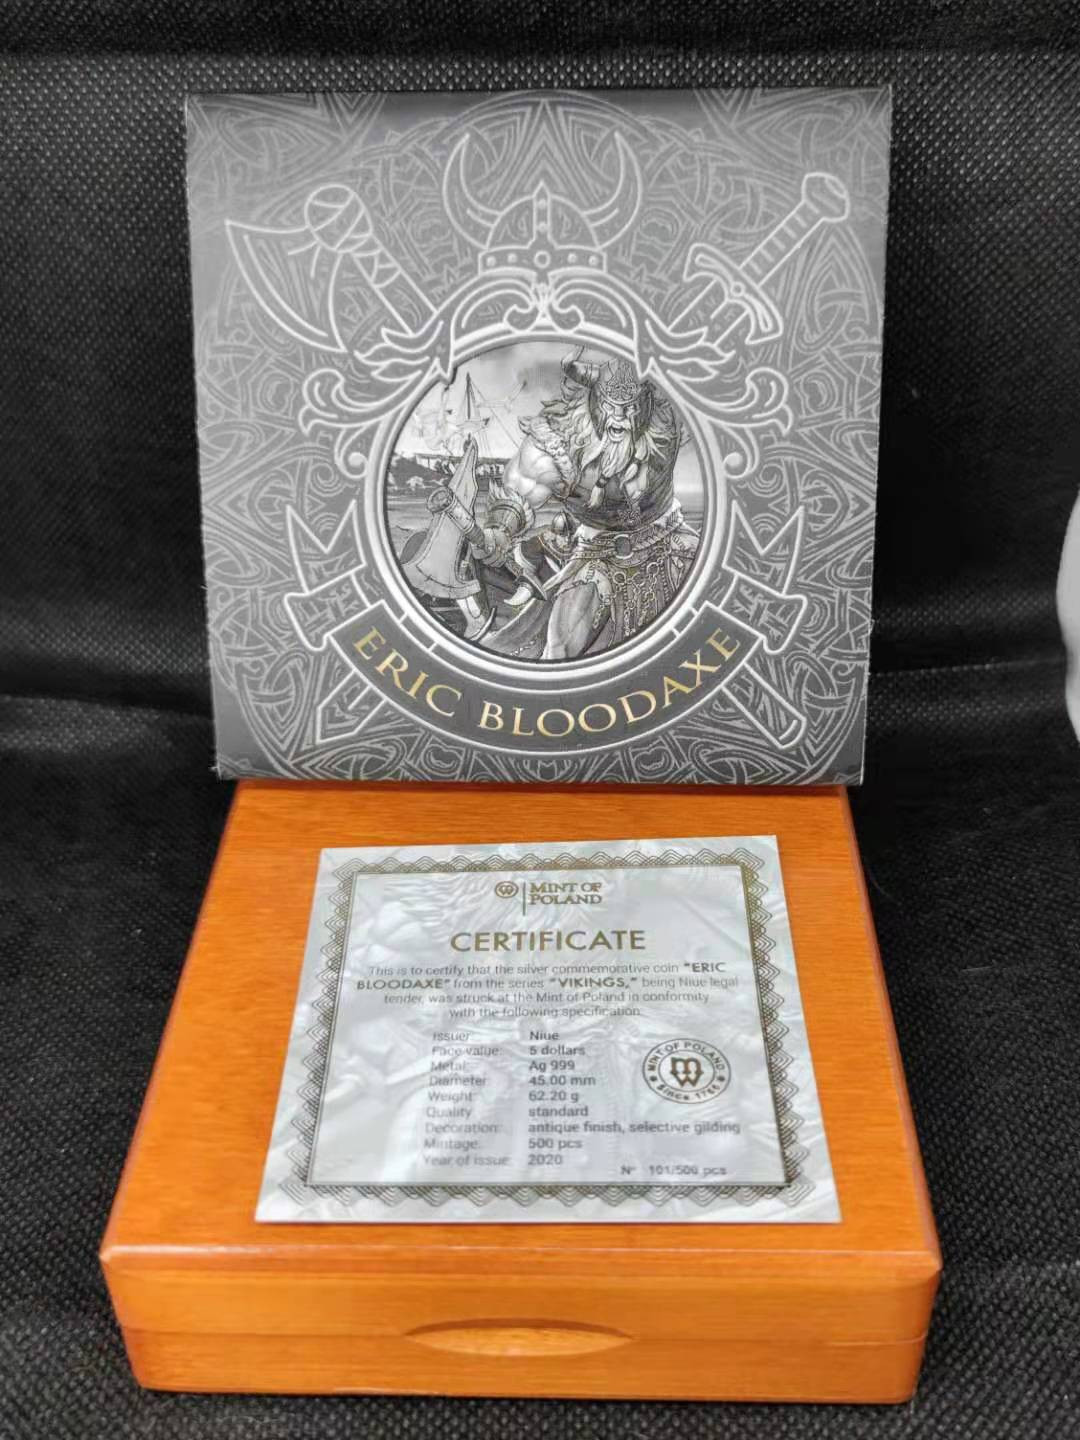 ERIC BLOODAXE
MINT OF
POLAND
CERTIFICATE
This is to certify that the silver commemorative coin "ERIC
BLOODAXE" from the series "VIKINGS," being Niue legal
tender, was struck at the Mint of Poland in conformity
with the following specification:
Issuer: Niue
Face value: 5 dollars
Metal: Ag 999
Diameter: 45.00 mm
Weight: 62.20 g
Quality: standard
Decoration: antique finish, selective gilding
Mintage: 500 pcs
Year of issue: 2020
MINT OF POLAND
Since 1766
N° 101/500 pcs